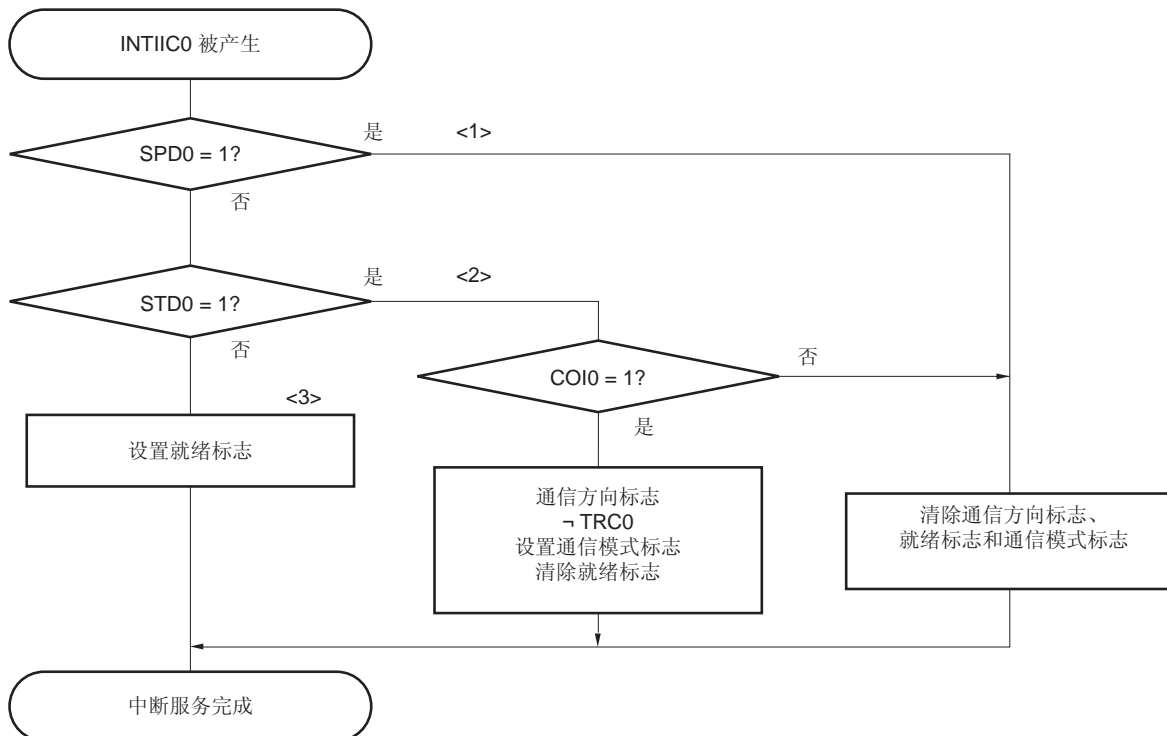 INTIIC0 被产生
是
<1>
SPD0 = 1?
否
是
<2>
STD0 = 1?
否
否
COI0 = 1?
<3>
是
设置就绪标志
通信方向标志
¬ TRC0
设置通信模式标志
清除就绪标志
清除通信方向标志、
就绪标志和通信模式标志
中断服务完成